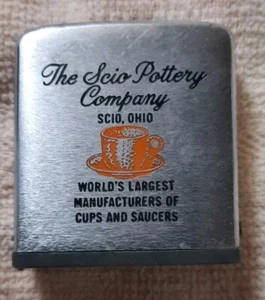 The Scio Pottery
Company
SCIO, OHIO
WORLD'S LARGEST
MANUFACTURERS OF
CUPS AND SAUCERS